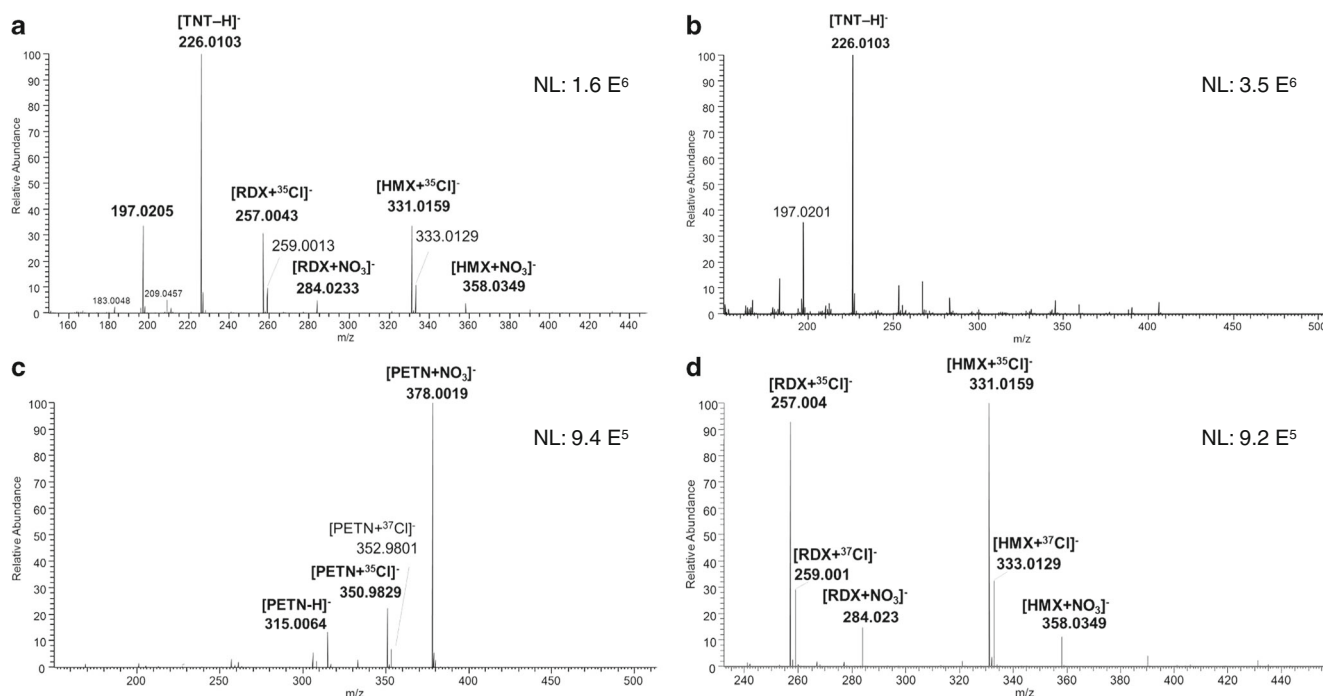 a
[TNT–H]-
226.0103
NL: 1.6 E6
197.0205
183.0048
209.0457
[RDX+35Cl]-
257.0043
259.0013
[RDX+NO3]-
284.0233
[HMX+35Cl]-
331.0159
333.0129
[HMX+NO3]-
358.0349
Relative Abundance
100
90
80
70
60
50
40
30
20
10
0
160 180 200 220 240 260 280 300 320 340 360 380 400 420 440
m/z
b
[TNT–H]-
226.0103
NL: 3.5 E6
197.0201
Relative Abundance
100
90
80
70
60
50
40
30
20
10
0
200 250 300 350 400 450 500
m/z
c
[PETN+NO3]-
378.0019
NL: 9.4 E5
[PETN+37Cl]-
352.9801
[PETN+35Cl]-
350.9829
[PETN-H]-
315.0064
Relative Abundance
100
90
80
70
60
50
40
30
20
10
0
200 250 300 350 400 450 500
m/z
d
[HMX+35Cl]-
331.0159
[RDX+35Cl]-
257.004
NL: 9.2 E5
[RDX+37Cl]-
259.001
[RDX+NO3]-
284.023
[HMX+37Cl]-
333.0129
[HMX+NO3]-
358.0349
Relative Abundance
100
90
80
70
60
50
40
30
20
10
0
240 260 280 300 320 340 360 380 400 420 440
m/z